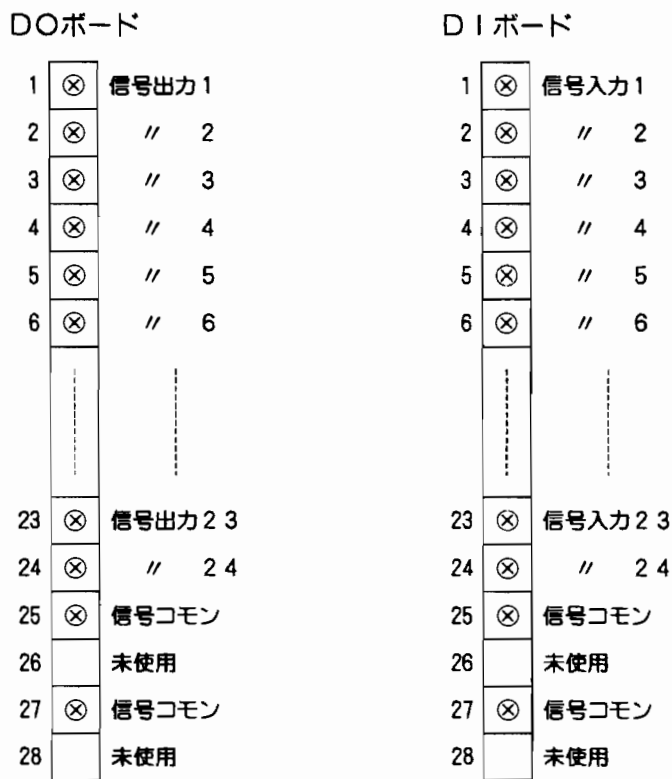 DOボード
1 信号出力1
2 〃 2
3 〃 3
4 〃 4
5 〃 5
6 〃 6
23 信号出力23
24 〃 24
25 信号コモン
26 未使用
27 信号コモン
28 未使用
DIボード
1 信号入力1
2 〃 2
3 〃 3
4 〃 4
5 〃 5
6 〃 6
23 信号入力23
24 〃 24
25 信号コモン
26 未使用
27 信号コモン
28 未使用